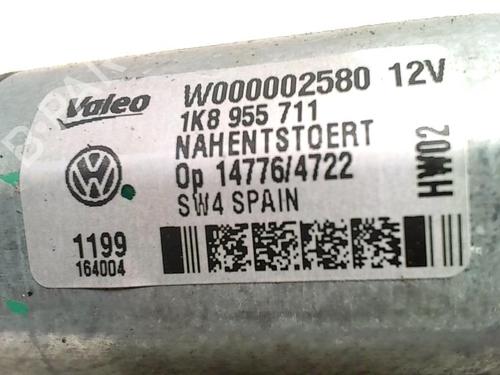 Valeo W000002580 12V
1K8 955 711
NAHENTSTOERT
Op 14776/4722
SW4 SPAIN
HW02
1199
164004